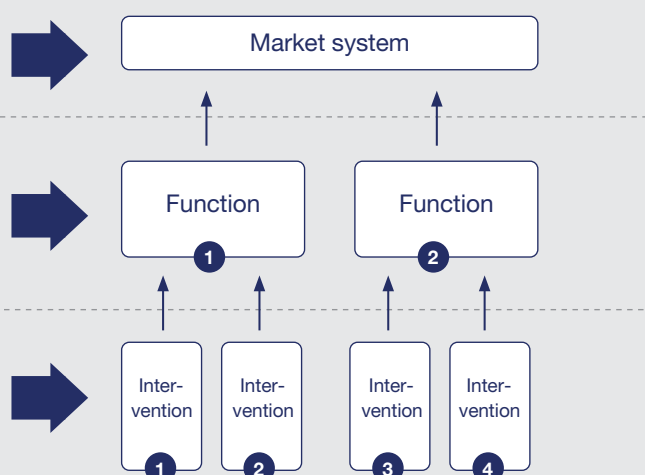 Market system
Function
Function
1
2
Inter-
vention
Inter-
vention
Inter-
vention
Inter-
vention
1
2
3
4